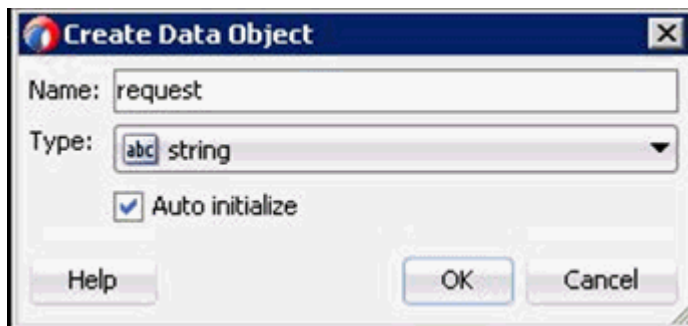 Create Data Object
Name: request
Type: abc string
Auto initialize
Help OK Cancel